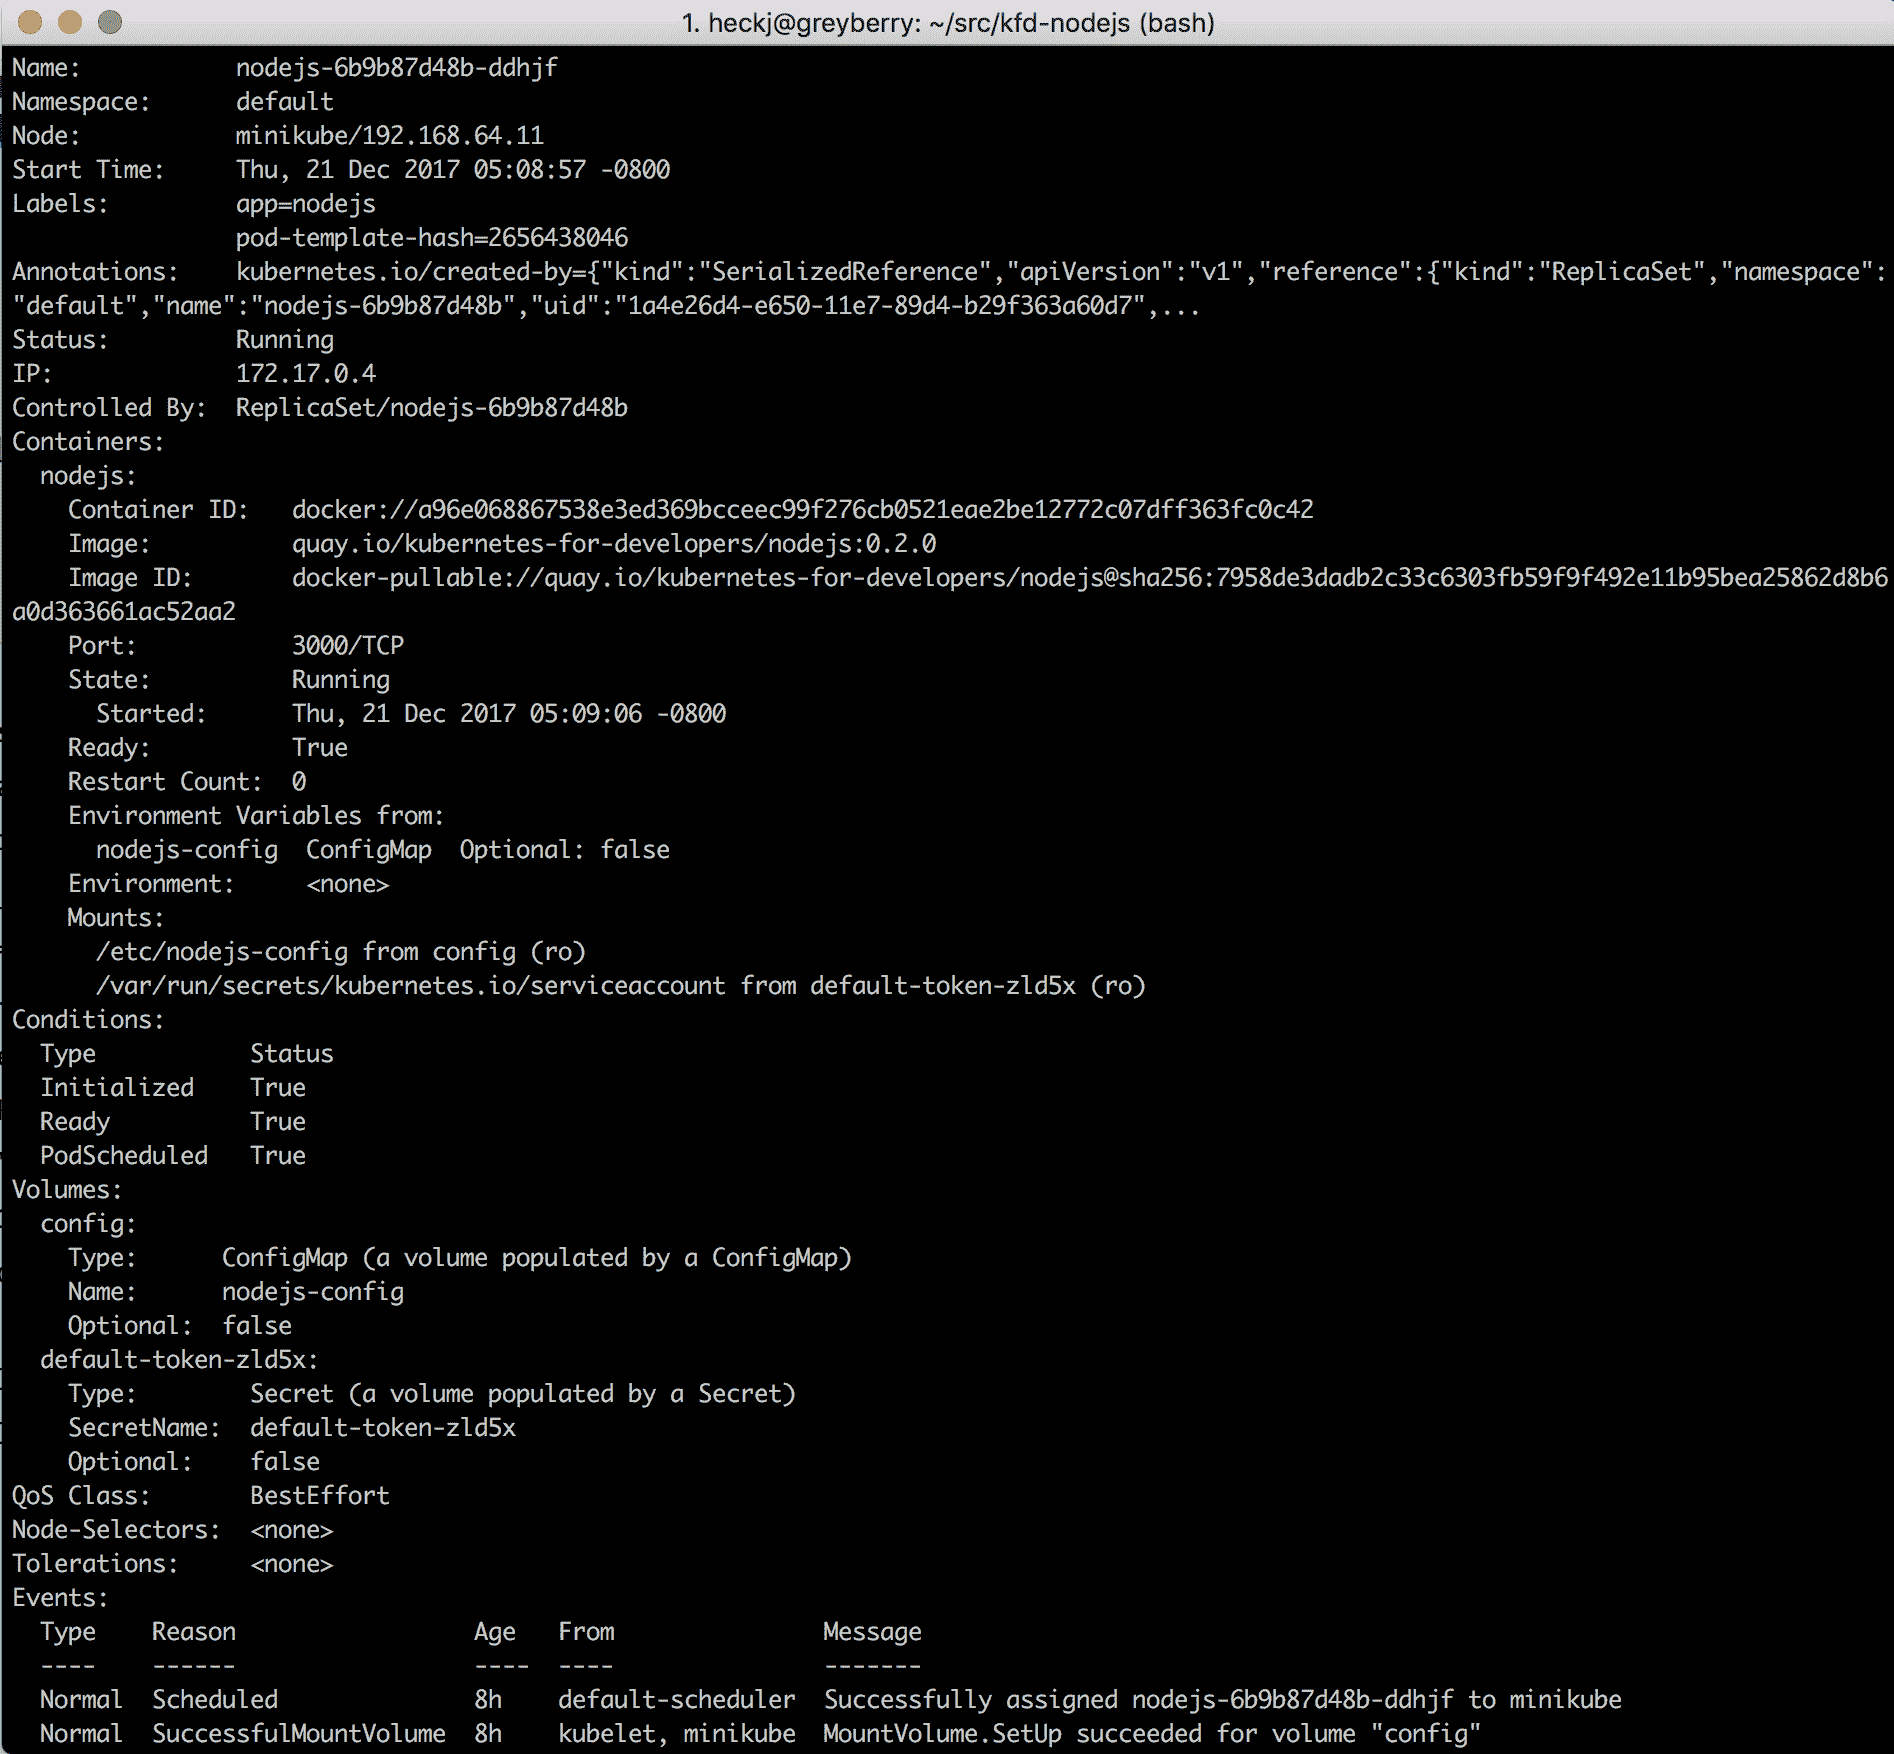 1. heckj@greyberry: ~/src/kfd-nodejs (bash)
Name:           nodejs-6b9b87d48b-ddhjf
Namespace:      default
Node:           minikube/192.168.64.11
Start Time:     Thu, 21 Dec 2017 05:08:57 -0800
Labels:         app=nodejs
                pod-template-hash=2656438046
Annotations:    kubernetes.io/created-by={"kind":"SerializedReference","apiVersion":"v1","reference":{"kind":"ReplicaSet","namespace":
"default","name":"nodejs-6b9b87d48b","uid":"1a4e26d4-e650-11e7-89d4-b29f363a60d7",...
Status:         Running
IP:             172.17.0.4
Controlled By:  ReplicaSet/nodejs-6b9b87d48b
Containers:
  nodejs:
    Container ID:   docker://a96e068867538e3ed369bcceec99f276cb0521eae2be12772c07dff363fc0c42
    Image:          quay.io/kubernetes-for-developers/nodejs:0.2.0
    Image ID:       docker-pullable://quay.io/kubernetes-for-developers/nodejs@sha256:7958de3dadb2c33c6303fb59f9f492e11b95bea25862d8b6
a0d363661ac52aa2
    Port:           3000/TCP
    State:          Running
      Started:      Thu, 21 Dec 2017 05:09:06 -0800
    Ready:          True
    Restart Count:  0
    Environment Variables from:
      nodejs-config  ConfigMap  Optional: false
    Environment:     <none>
    Mounts:
      /etc/nodejs-config from config (ro)
      /var/run/secrets/kubernetes.io/serviceaccount from default-token-zld5x (ro)
Conditions:
  Type           Status
  Initialized    True
  Ready          True
  PodScheduled   True
Volumes:
  config:
    Type:      ConfigMap (a volume populated by a ConfigMap)
    Name:      nodejs-config
    Optional:  false
  default-token-zld5x:
    Type:        Secret (a volume populated by a Secret)
    SecretName:  default-token-zld5x
    Optional:    false
QoS Class:       BestEffort
Node-Selectors:  <none>
Tolerations:     <none>
Events:
  Type    Reason                 Age   From               Message
  ----    ------                 ----  ----               -------
  Normal  Scheduled              8h    default-scheduler  Successfully assigned nodejs-6b9b87d48b-ddhjf to minikube
  Normal  SuccessfulMountVolume  8h    kubelet, minikube  MountVolume.SetUp succeeded for volume "config"